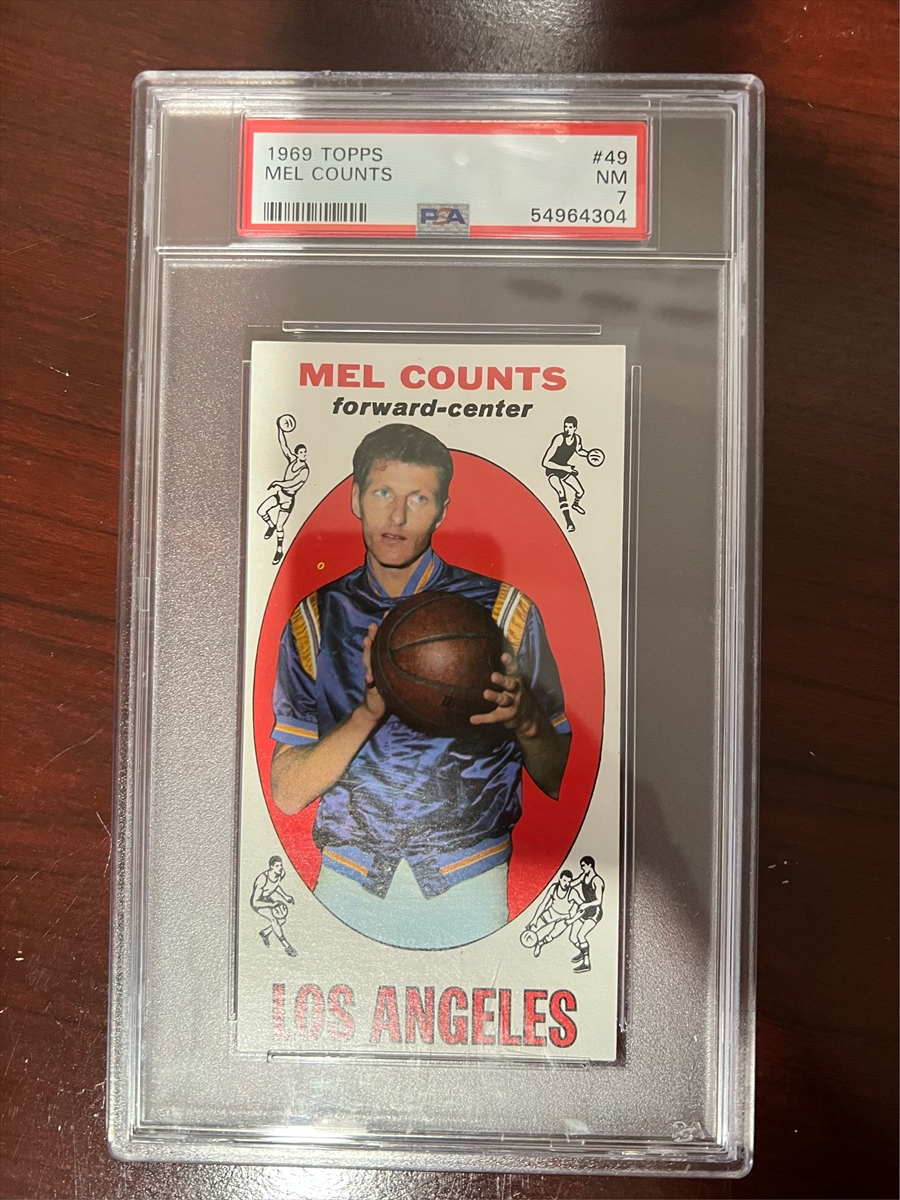 1969 TOPPS #49
MEL COUNTS NM
7
PSA 54964304
MEL COUNTS
forward-center
LOS ANGELES